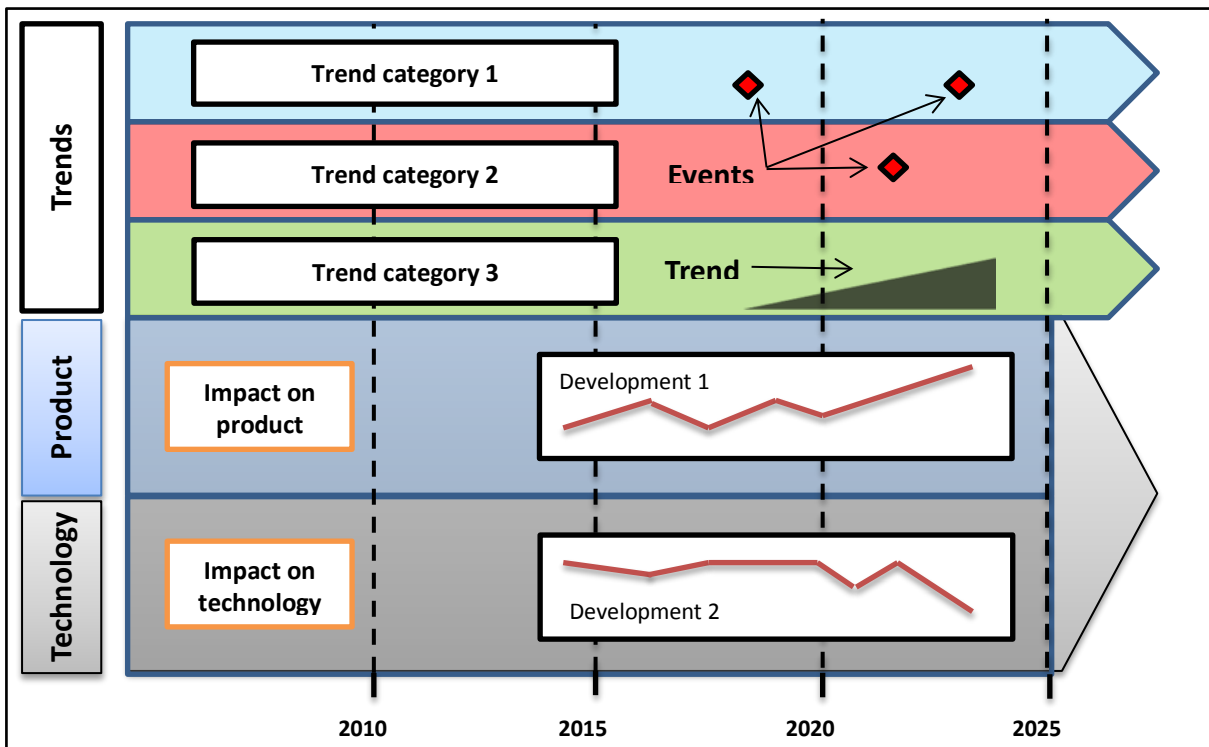 Trends
Trend category 1
Trend category 2
Events
Trend category 3
Trend
Product
Impact on
product
Development 1
Technology
Impact on
technology
Development 2
2010
2015
2020
2025